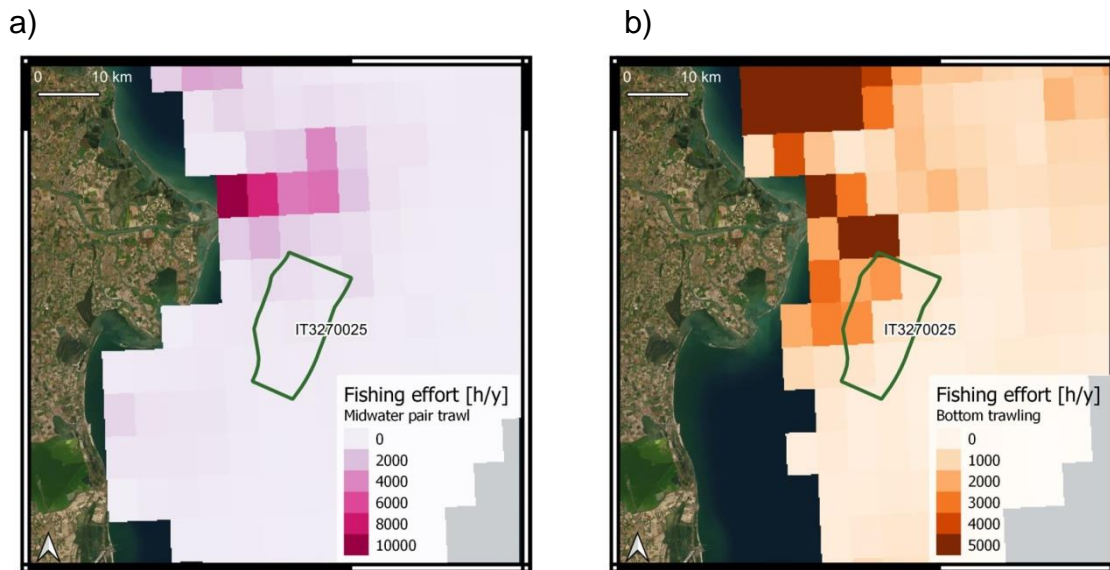 a)
0 10 km
IT3270025
Fishing effort [h/y]
Midwater pair trawl
0
2000
4000
6000
8000
10000
b)
0 10 km
IT3270025
Fishing effort [h/y]
Bottom trawling
0
1000
2000
3000
4000
5000